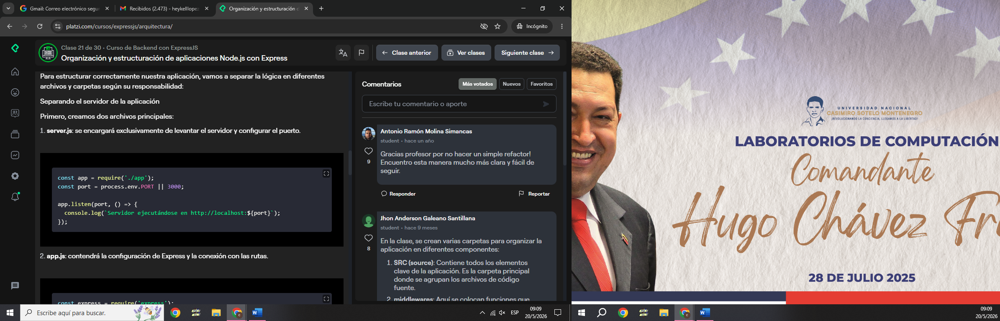 Gmail: Correo electrónico segu
Recibidos (2.473) - heykelllopez
Organización y estructuración d
platzi.com/cursos/expressjs/arquitectura/
Incógnito
Clase 21 de 30 • Curso de Backend con ExpressJS
Organización y estructuración de aplicaciones Node.js con Express
Clase anterior
Ver clases
Siguiente clase
Para estructurar correctamente nuestra aplicación, vamos a separar la lógica en diferentes
archivos y carpetas según su responsabilidad:
Separando el servidor de la aplicación
Primero, creamos dos archivos principales:
1. server.js: se encargará exclusivamente de levantar el servidor y configurar el puerto.
const app = require('./app');
const port = process.env.PORT || 3000;
app.listen(port, () => {
console.log(`Servidor ejecutándose en http://localhost:${port}`);
});
2. app.js: contendrá la configuración de Express y la conexión con las rutas.
const express = require('express');
Comentarios
Más votados
Nuevos
Favoritos
Escribe tu comentario o aporte
Antonio Ramón Molina Simancas
student • hace un año
Gracias profesor por no hacer un simple refactor!
Encuentro esta manera mucho más clara y fácil de
seguir.
9
Responder
Reportar
Jhon Anderson Galeano Santillana
student • hace 9 meses
En la clase, se crean varias carpetas para organizar la
aplicación en diferentes componentes:
8
1. SRC (source): Contiene todos los elementos
clave de la aplicación. Es la carpeta principal
donde se agrupan los archivos de código
fuente.
2. middlewares: Aquí se colocan funciones que
Escribe aquí para buscar.
ESP
09:09
20/5/2026
UNIVERSIDAD NACIONAL
CASIMIRO SOTELO MONTENEGRO
¡REVOLUCIONANDO LA CONCIENCIA, LLEGAMOS A LA LIBERTAD!
LABORATORIOS DE COMPUTACIÓN
Comandante
Hugo Chávez Fr
28 DE JULIO 2025
09:09
20/5/2026